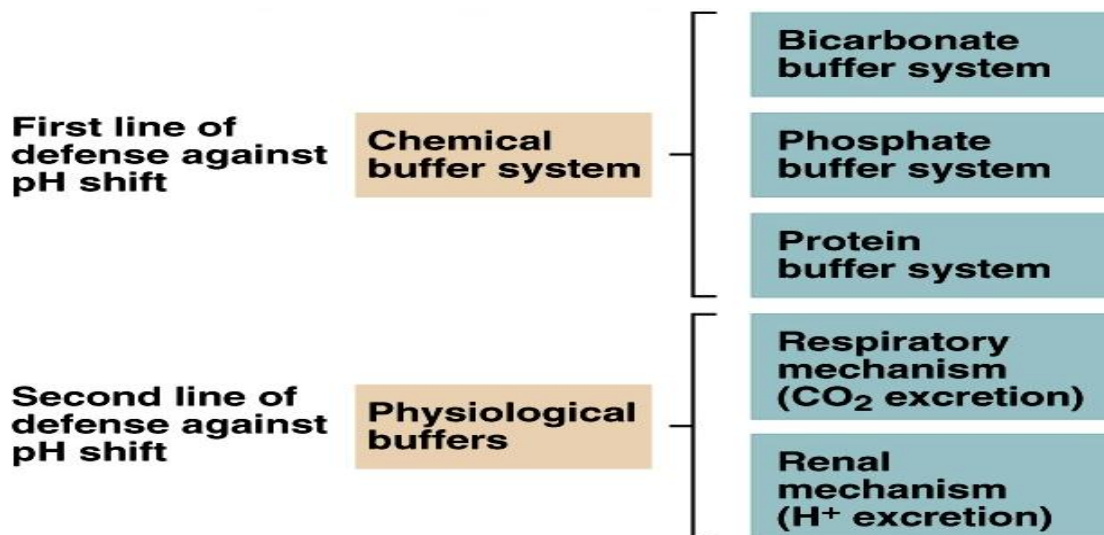 First line of
defense against
pH shift
Chemical
buffer system
Bicarbonate
buffer system
Phosphate
buffer system
Protein
buffer system
Second line of
defense against
pH shift
Physiological
buffers
Respiratory
mechanism
(CO₂ excretion)
Renal
mechanism
(H⁺ excretion)